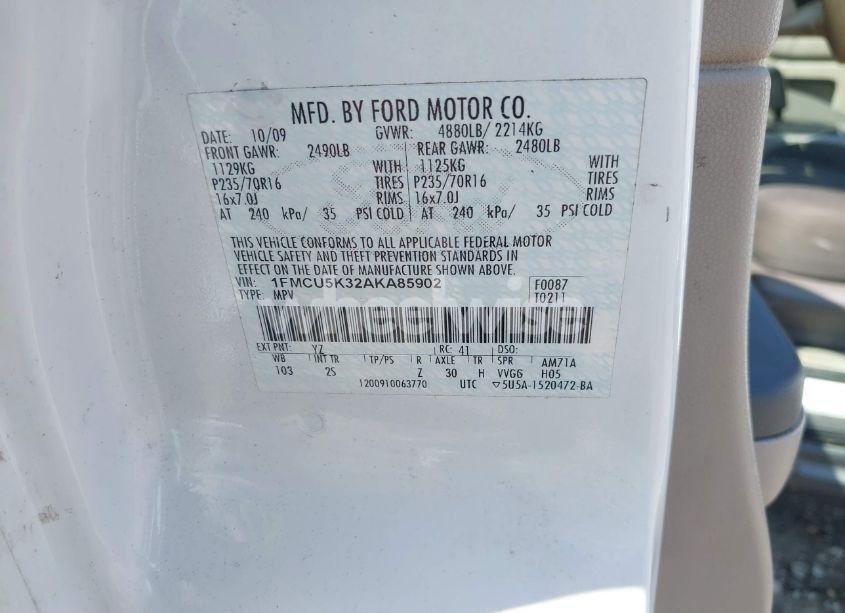 MFD. BY FORD MOTOR CO.
DATE: 10/09 GVWR: 4880LB/ 2214KG
FRONT GAWR: 2490LB REAR GAWR: 2480LB
1129KG WITH 1125KG WITH
P235/70R16 TIRES P235/70R16 TIRES
16x7.0J RIMS 16x7.0J RIMS
AT 240 kPa/ 35 PSI COLD AT 240 kPa/ 35 PSI COLD
THIS VEHICLE CONFORMS TO ALL APPLICABLE FEDERAL MOTOR
VEHICLE SAFETY AND THEFT PREVENTION STANDARDS IN
EFFECT ON THE DATE OF MANUFACTURE SHOWN ABOVE.
VIN: 1FMCU5K32AKA85902 F0087
TYPE: MPV T0211
EXT PNT: YZ RC: 41 DSO:
WB INT TR TP/PS R AXLE TR SPR AM71A
103 2S Z 30 H VVGG H05
1200910063770 UTC ▽5U5A-1520472-BA